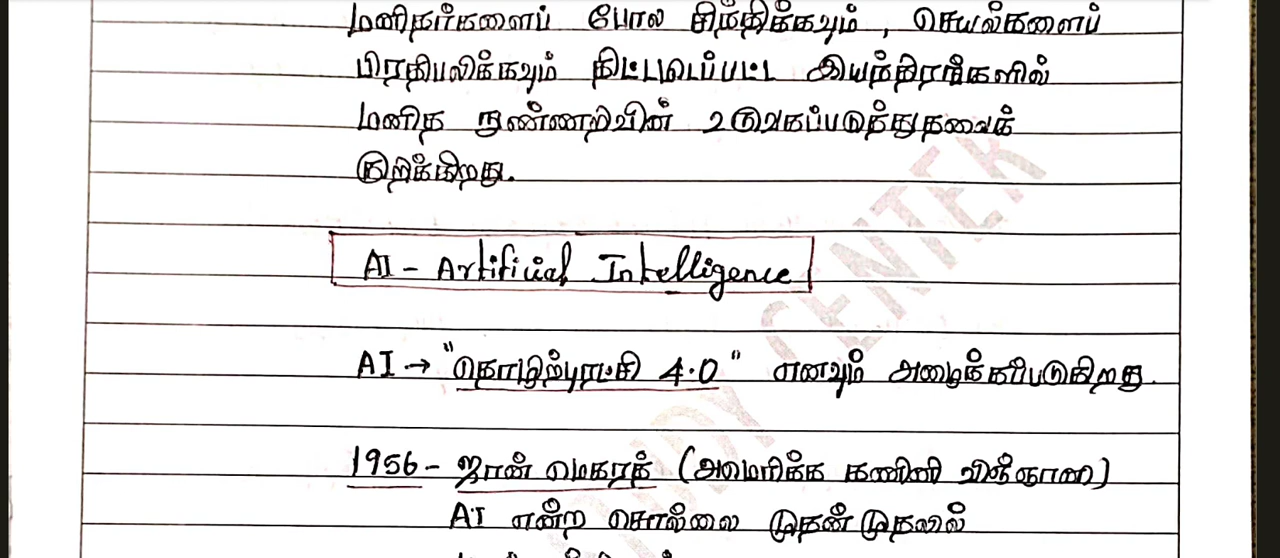 மனிதர்களைப் போல சிந்திக்கவும் , செயல்களைப்
பிரதிபலிக்கவும் திட்டமிடப்பட்ட இயந்திரங்களில்
மனித நுண்ணறிவின் உருவகப்படுத்துதலைக்
குறிக்கிறது.
AI - Artificial Intelligence
AI → "தொழிற்புரட்சி 4.0" எனவும் அழைக்கப்படுகிறது.
1956 - ஜான் மெகார்த் (அமெரிக்க கணினி விஞ்ஞானி)
AI என்ற சொல்லை முதன் முதலில்
STUDY CENTER